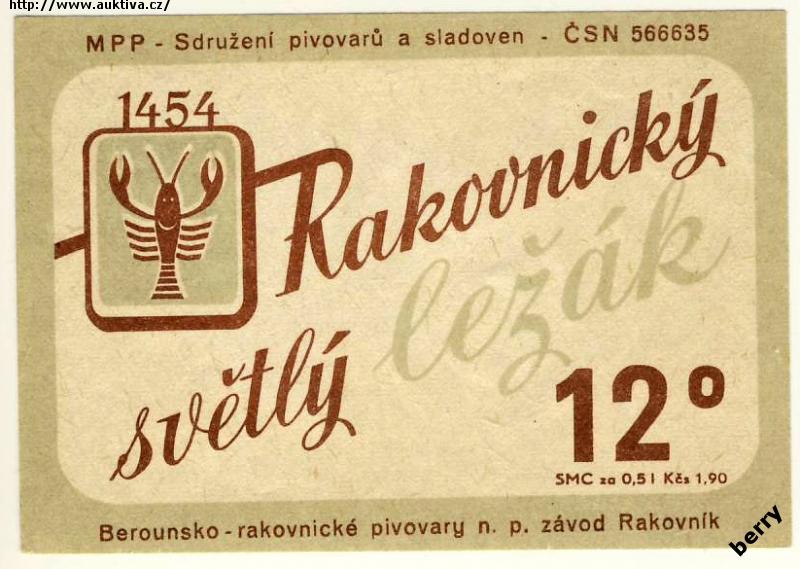 http://www.auktiva.cz/
MPP - Sdružení pivovarů a sladoven - ČSN 566635
1454
Rakovnický
ležák
světlý
12º
SMC za 0,5 l Kčs 1,90
Berounsko - rakovnické pivovary n. p. závod Rakovník
berry